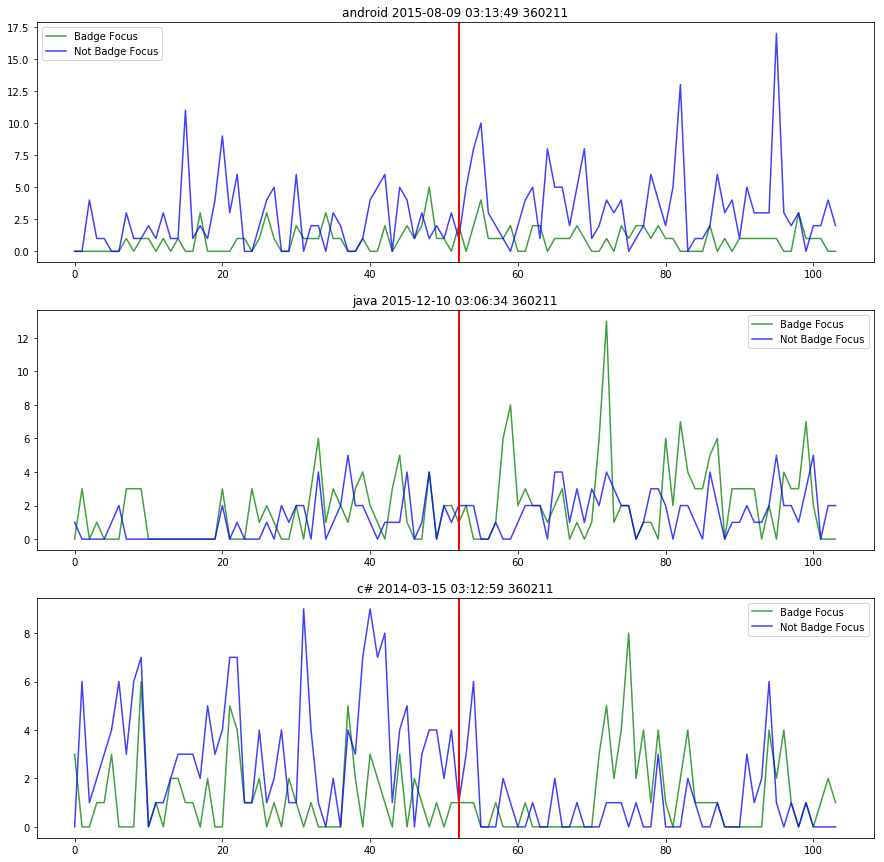 android 2015-08-09 03:13:49 360211
Badge Focus
Not Badge Focus
17.5
15.0
12.5
10.0
7.5
5.0
2.5
0.0
0 20 40 60 80 100
java 2015-12-10 03:06:34 360211
Badge Focus
Not Badge Focus
12
10
8
6
4
2
0
0 20 40 60 80 100
c# 2014-03-15 03:12:59 360211
Badge Focus
Not Badge Focus
8
6
4
2
0
0 20 40 60 80 100